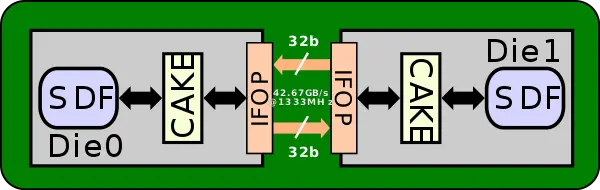 32b
Die1
SDF
CAKE
IFOP
42.67GB/s
@1333MHz
IFOP
CAKE
SDF
Die0
32b